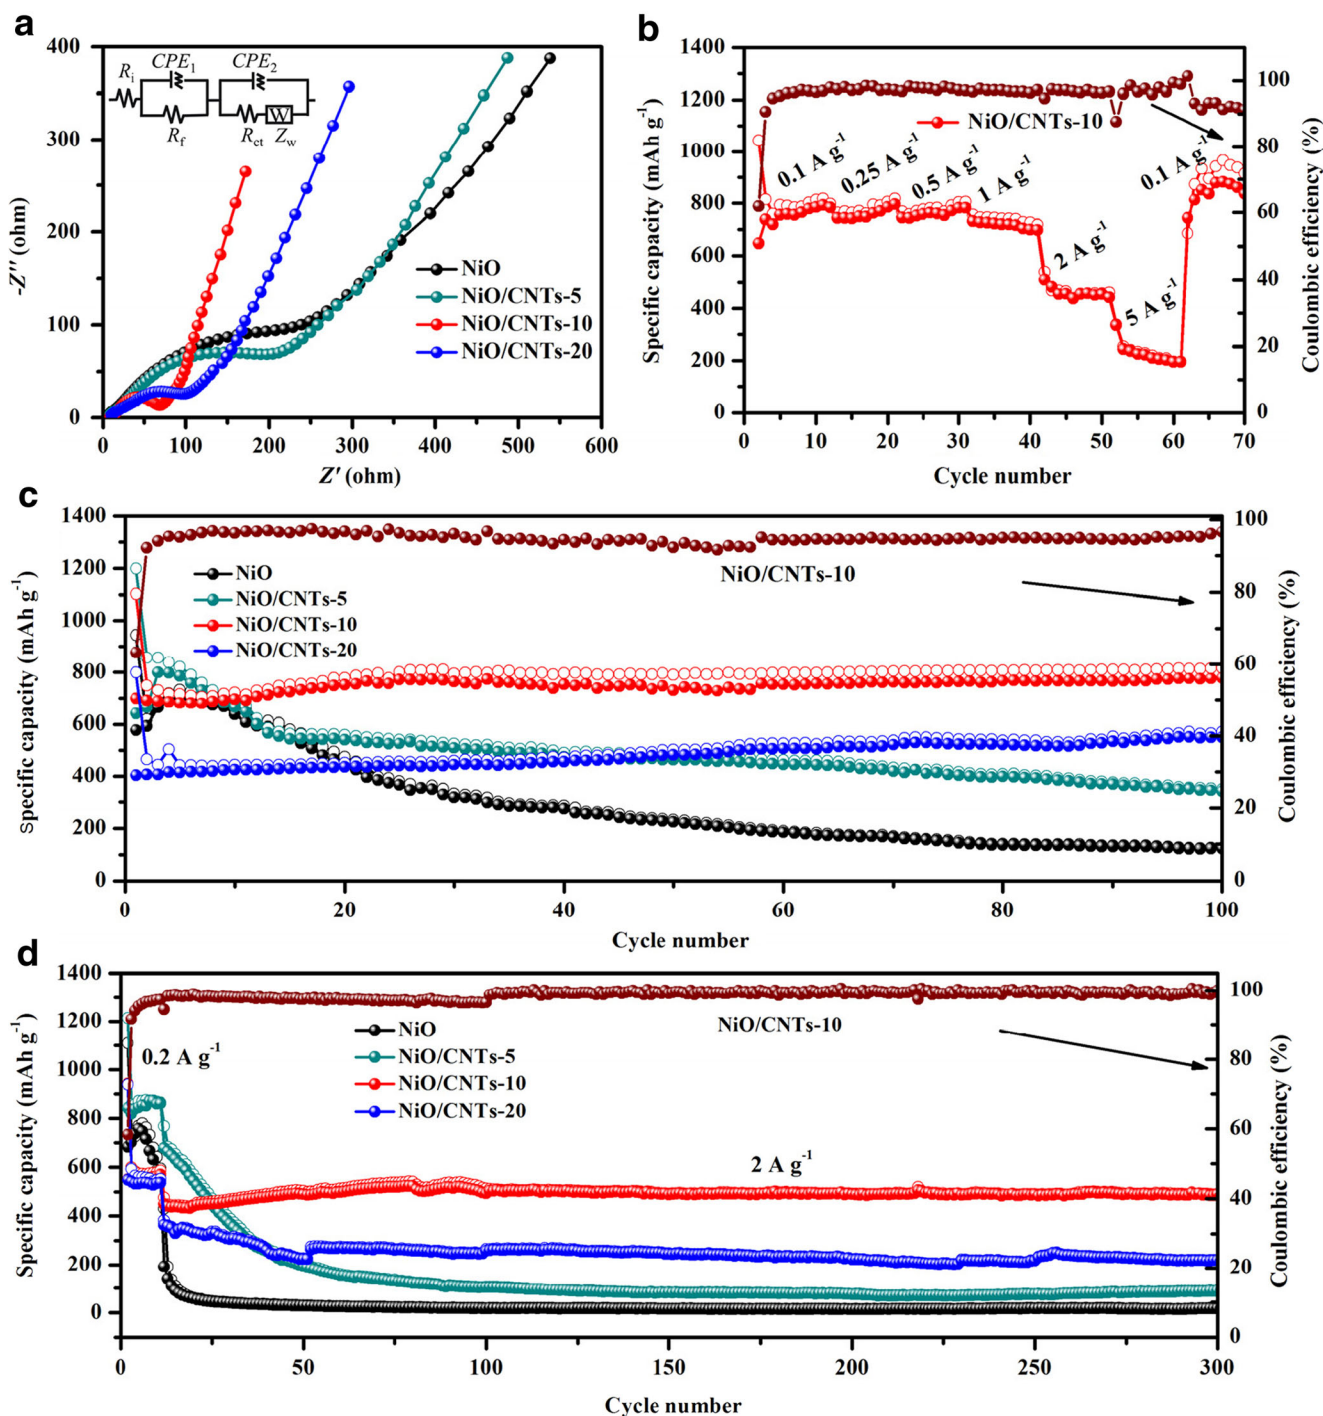 a
400
300
200
100
0
-Z'' (ohm)
CPE1
CPE2
Ri
Rf
Rct
Zw
W
NiO
NiO/CNTs-5
NiO/CNTs-10
NiO/CNTs-20
0 100 200 300 400 500 600
Z' (ohm)
b
1400
1200
1000
800
600
400
200
0
Specific capacity (mAh g-1)
NiO/CNTs-10
0.1 A g-1
0.25 A g-1
0.5 A g-1
1 A g-1
2 A g-1
5 A g-1
0.1 A g-1
100
80
60
40
20
0
Coulombic efficiency (%)
0 10 20 30 40 50 60 70
Cycle number
c
1400
1200
1000
800
600
400
200
0
Specific capacity (mAh g-1)
NiO
NiO/CNTs-5
NiO/CNTs-10
NiO/CNTs-20
NiO/CNTs-10
100
80
60
40
20
0
Coulombic efficiency (%)
0 20 40 60 80 100
Cycle number
d
1400
1200
1000
800
600
400
200
0
Specific capacity (mAh g-1)
0.2 A g-1
NiO
NiO/CNTs-5
NiO/CNTs-10
NiO/CNTs-20
NiO/CNTs-10
2 A g-1
100
80
60
40
20
0
Coulombic efficiency (%)
0 50 100 150 200 250 300
Cycle number